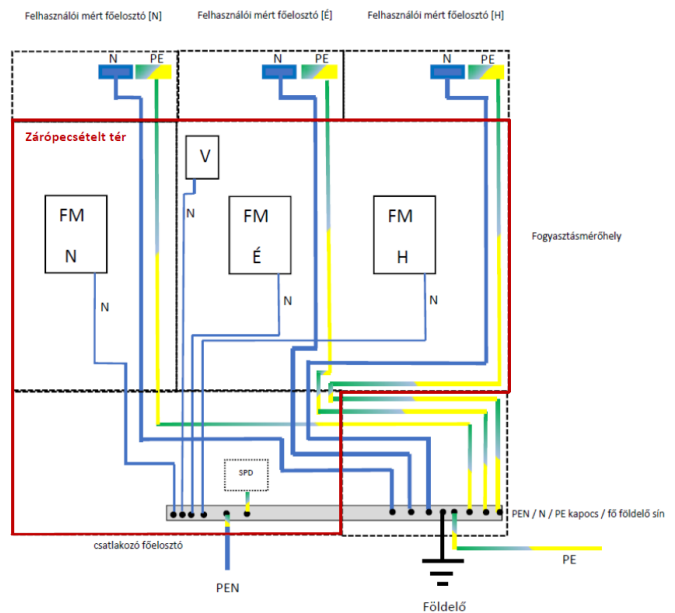 Felhasználói mért főelosztó [N]
Felhasználói mért főelosztó [É]
Felhasználói mért főelosztó [H]
N
PE
N
PE
N
PE
Zárópecsételt tér
V
N
FM
N
FM
É
FM
H
Fogyasztásmérőhely
N
N
N
SPD
PEN / N / PE kapocs / fő földelő sín
csatlakozó főelosztó
PE
PEN
Földelő